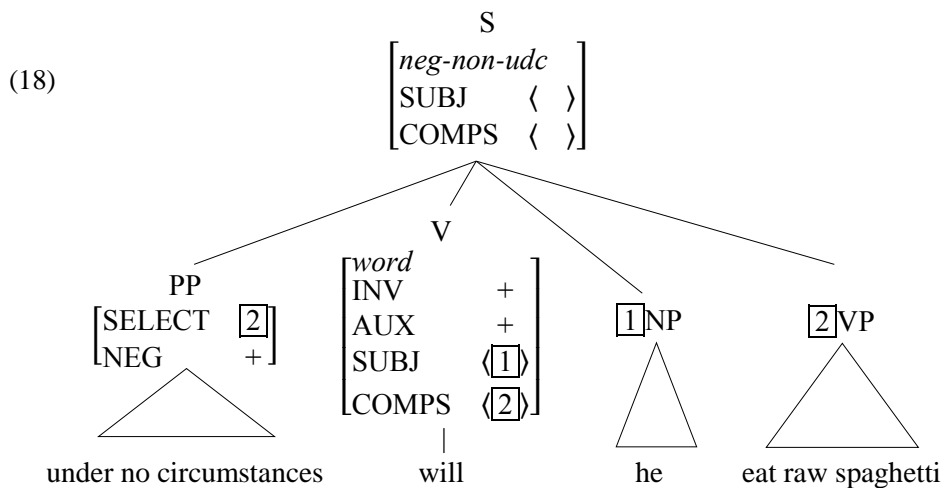 (18)
S
[neg-non-udc
SUBJ ⟨ ⟩
COMPS ⟨ ⟩]
PP
[SELECT 2
NEG +]
V
[word
INV +
AUX +
SUBJ ⟨1⟩
COMPS ⟨2⟩]
1 NP
2 VP
under no circumstances will he eat raw spaghetti